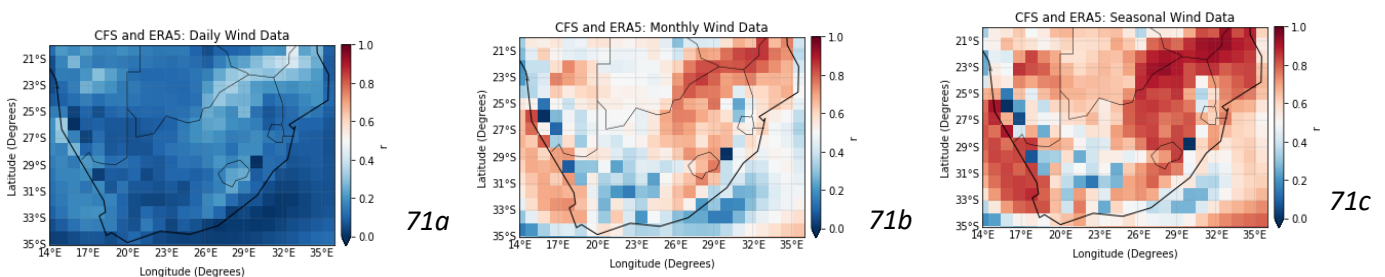 CFS and ERA5: Daily Wind Data
21°S
23°S
25°S
27°S
29°S
31°S
33°S
35°S
Latitude (Degrees)
14°E 17°E 20°E 23°E 26°E 29°E 32°E 35°E
Longitude (Degrees)
1.0
0.8
0.6
0.4
0.2
0.0
r
71a
CFS and ERA5: Monthly Wind Data
21°S
23°S
25°S
27°S
29°S
31°S
33°S
35°S
Latitude (Degrees)
14°E 17°E 20°E 23°E 26°E 29°E 32°E 35°E
Longitude (Degrees)
1.0
0.8
0.6
0.4
0.2
0.0
r
71b
CFS and ERA5: Seasonal Wind Data
21°S
23°S
25°S
27°S
29°S
31°S
33°S
35°S
Latitude (Degrees)
14°E 17°E 20°E 23°E 26°E 29°E 32°E 35°E
Longitude (Degrees)
1.0
0.8
0.6
0.4
0.2
0.0
r
71c